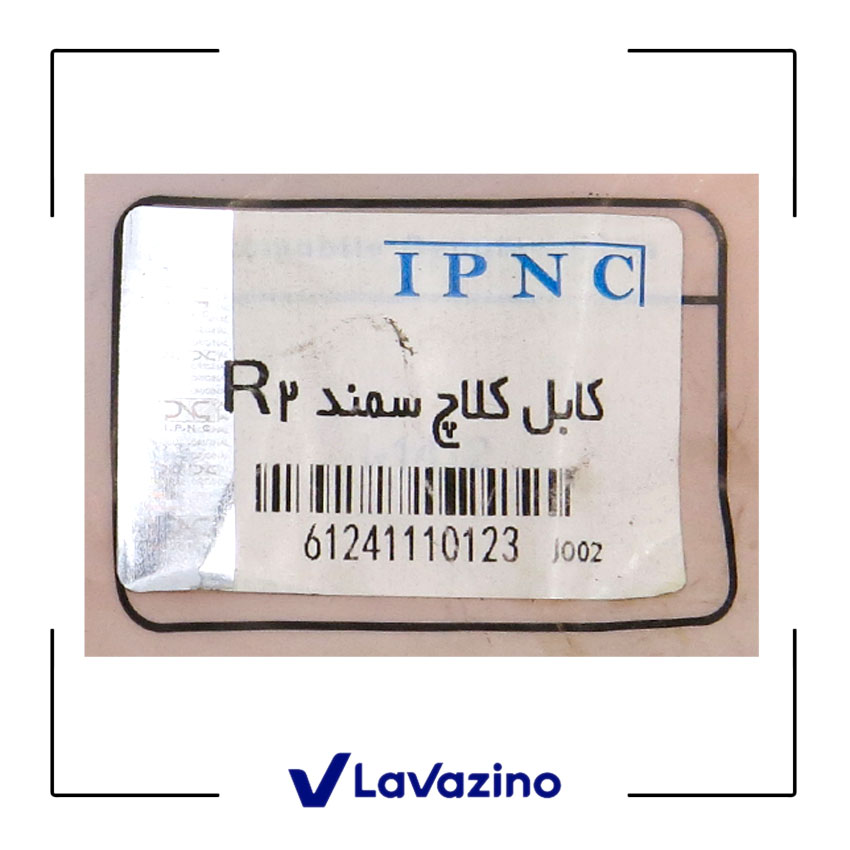 IPNC
کابل کلاچ سمند R۲
I.P.N.C
61241110123 J002
LaVazino